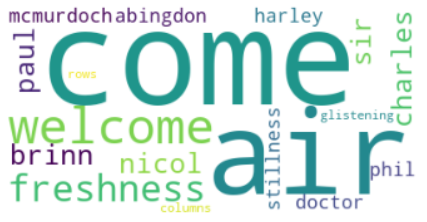 mcmurdochabingdon
harley
sir
charles
paul
rows
come
welcome
air
glistening
stillness
brinn
nicol
phil
freshness
doctor
columns